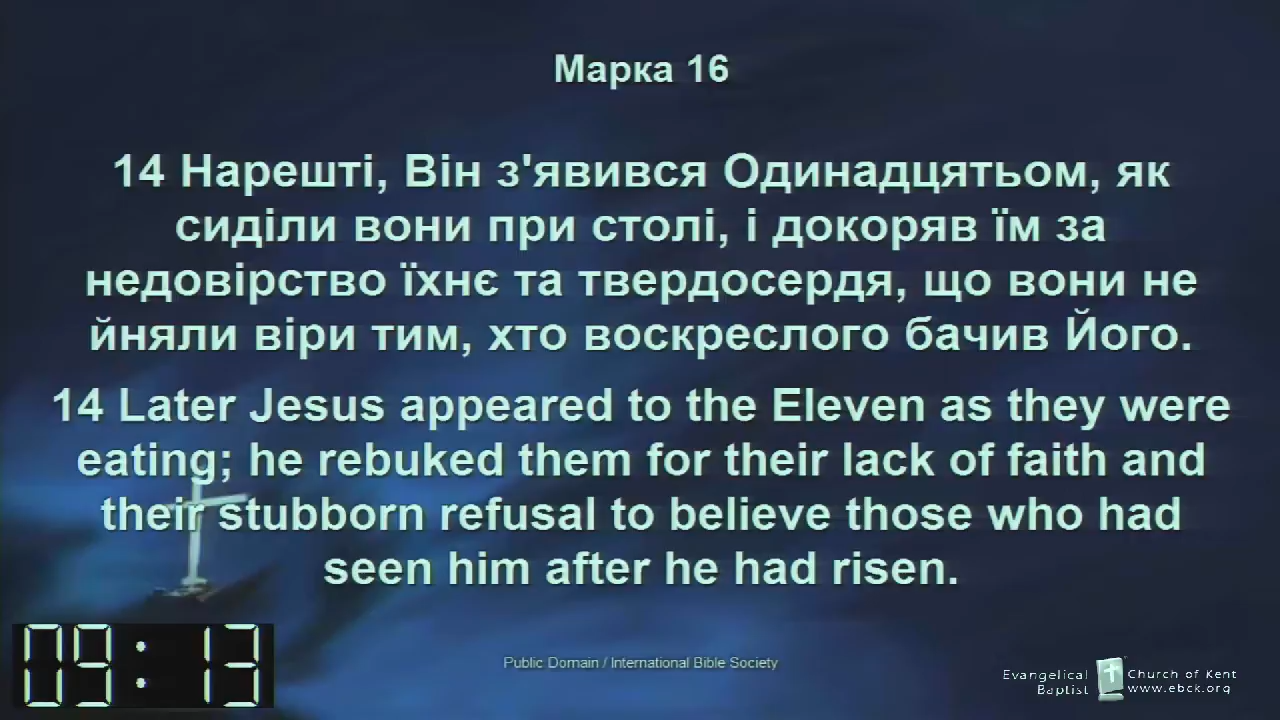 Марка 16
14 Нарешті, Він з'явився Одинадцятьом, як
сиділи вони при столі, і докоряв їм за
недовірство їхнє та твердосердя, що вони не
йняли віри тим, хто воскреслого бачив Його.
14 Later Jesus appeared to the Eleven as they were
eating; he rebuked them for their lack of faith and
their stubborn refusal to believe those who had
seen him after he had risen.
09:13
Public Domain / International Bible Society
Evangelical Church of Kent
Baptist www.ebck.org